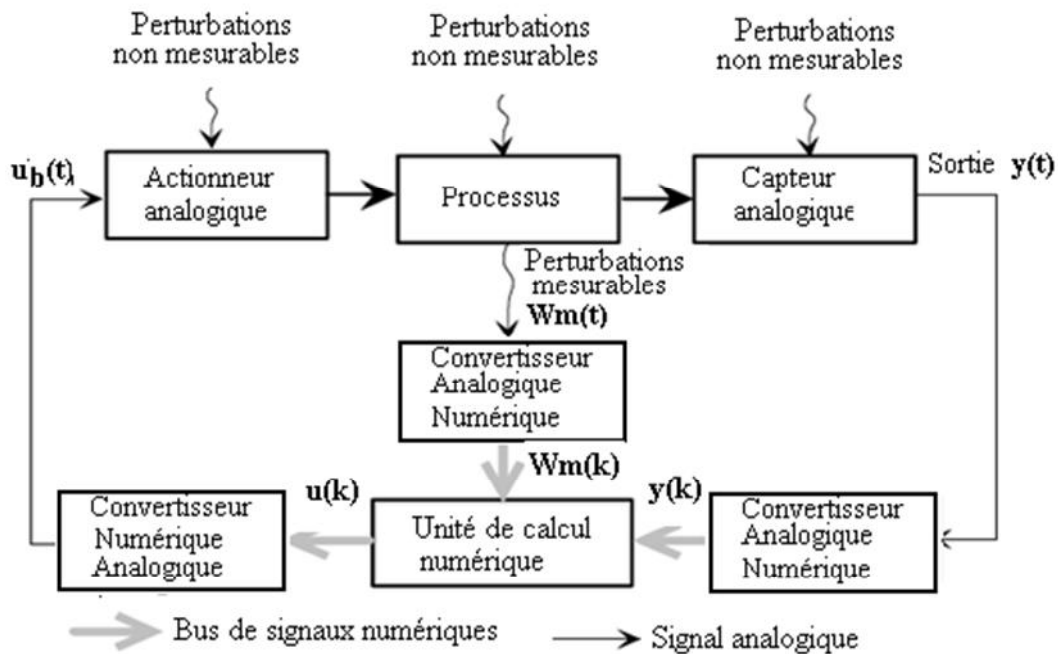 Perturbations
non mesurables
Perturbations
non mesurables
Perturbations
non mesurables
u_b(t)
Actionneur
analogique
Processus
Capteur
analogique
Sortie y(t)
Perturbations
mesurables
Wm(t)
Convertisseur
Analogique
Numérique
Wm(k)
u(k)
y(k)
Convertisseur
Numérique
Analogique
Unité de calcul
numérique
Convertisseur
Analogique
Numérique
Bus de signaux numériques
Signal analogique